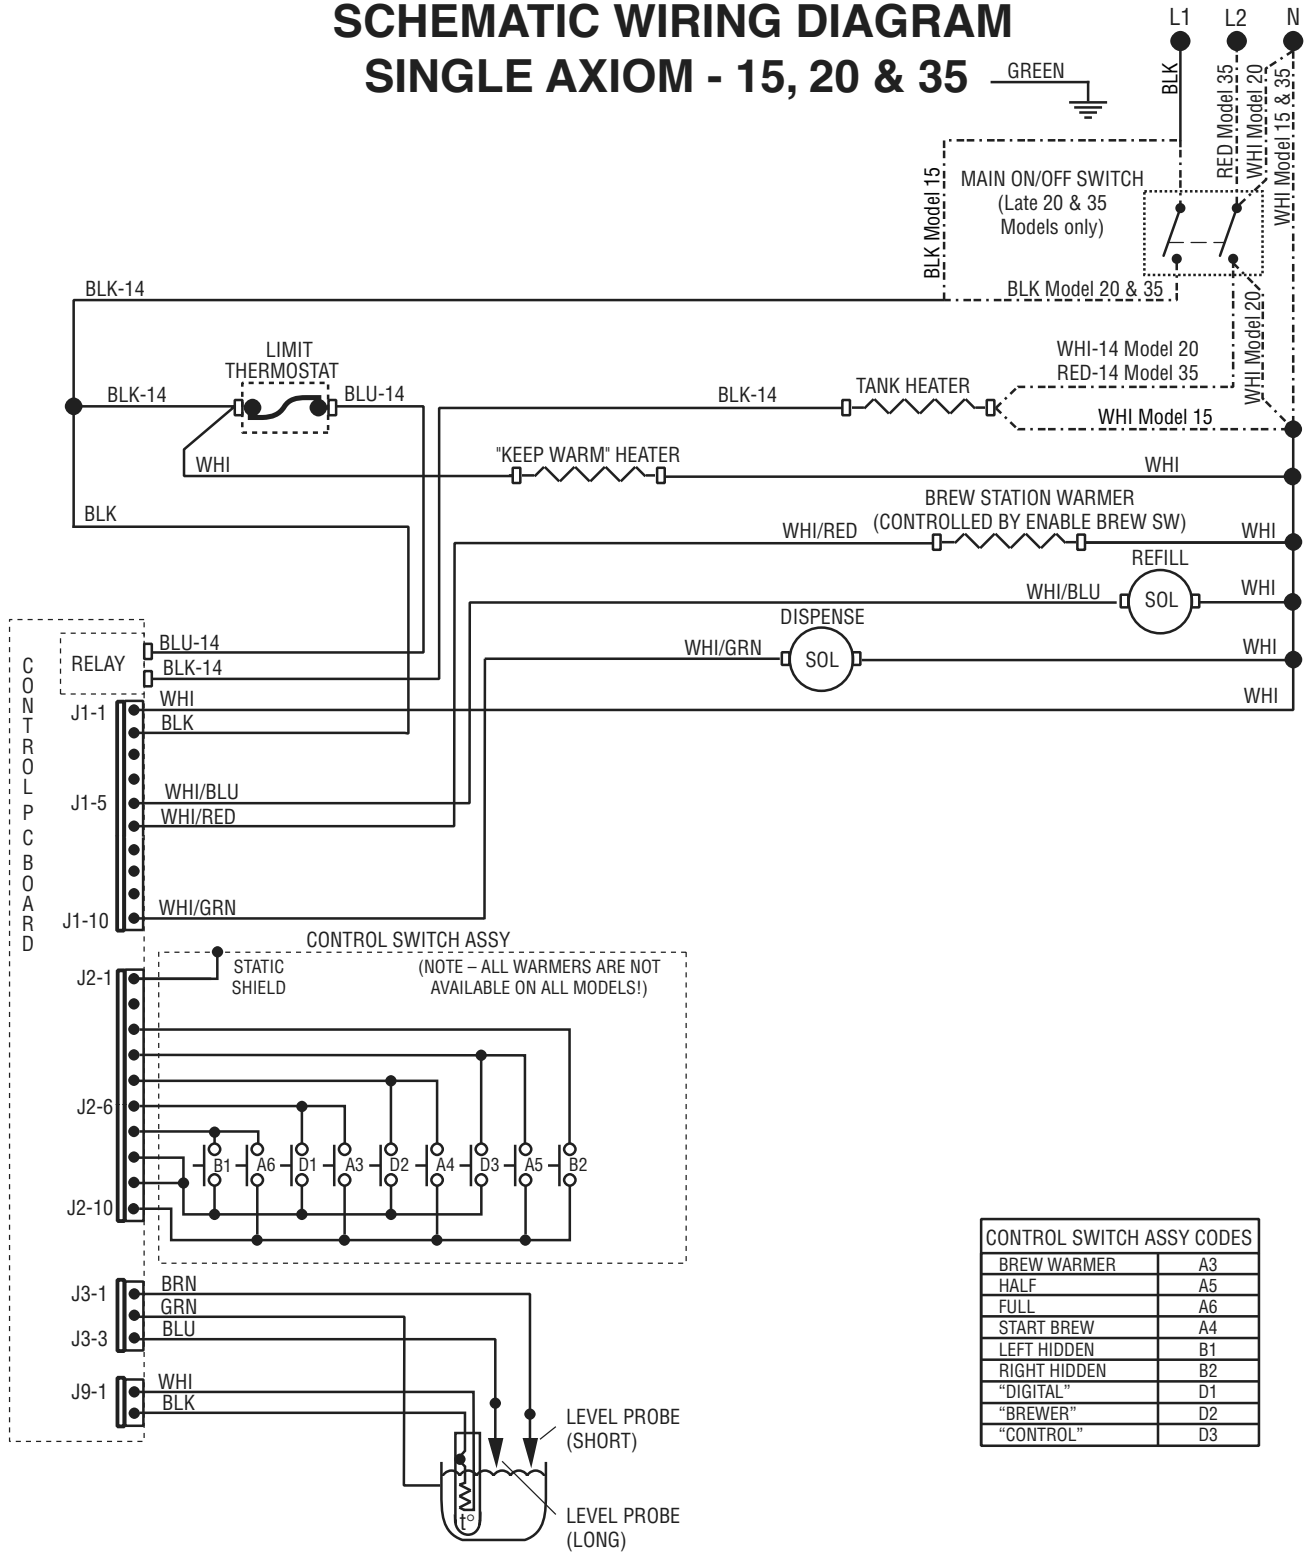 SCHEMATIC WIRING DIAGRAM
SINGLE AXIOM - 15, 20 & 35
GREEN
L1
L2
N
BLK
RED Model 35
WHI Model 20
WHI Model 15 & 35
BLK Model 15
MAIN ON/OFF SWITCH
(Late 20 & 35
Models only)
BLK-14
BLK Model 20 & 35
WHI Model 20
LIMIT
THERMOSTAT
BLK-14
BLU-14
BLK-14
TANK HEATER
WHI-14 Model 20
RED-14 Model 35
WHI Model 15
WHI
"KEEP WARM" HEATER
WHI
BLK
BREW STATION WARMER
(CONTROLLED BY ENABLE BREW SW)
WHI/RED
WHI
REFILL
WHI/BLU
SOL
WHI
DISPENSE
WHI/GRN
SOL
WHI
CONTROL PC BOARD
RELAY
BLU-14
BLK-14
J1-1
WHI
WHI
BLK
J1-5
WHI/BLU
WHI/RED
J1-10
WHI/GRN
CONTROL SWITCH ASSY
J2-1
STATIC
SHIELD
(NOTE – ALL WARMERS ARE NOT
AVAILABLE ON ALL MODELS!)
J2-6
B1
A6
D1
A3
D2
A4
D3
A5
B2
J2-10
CONTROL SWITCH ASSY CODES
BREW WARMER A3
HALF A5
FULL A6
START BREW A4
LEFT HIDDEN B1
RIGHT HIDDEN B2
“DIGITAL” D1
“BREWER” D2
“CONTROL” D3
J3-1
BRN
GRN
J3-3
BLU
J9-1
WHI
BLK
LEVEL PROBE
(SHORT)
t°
LEVEL PROBE
(LONG)